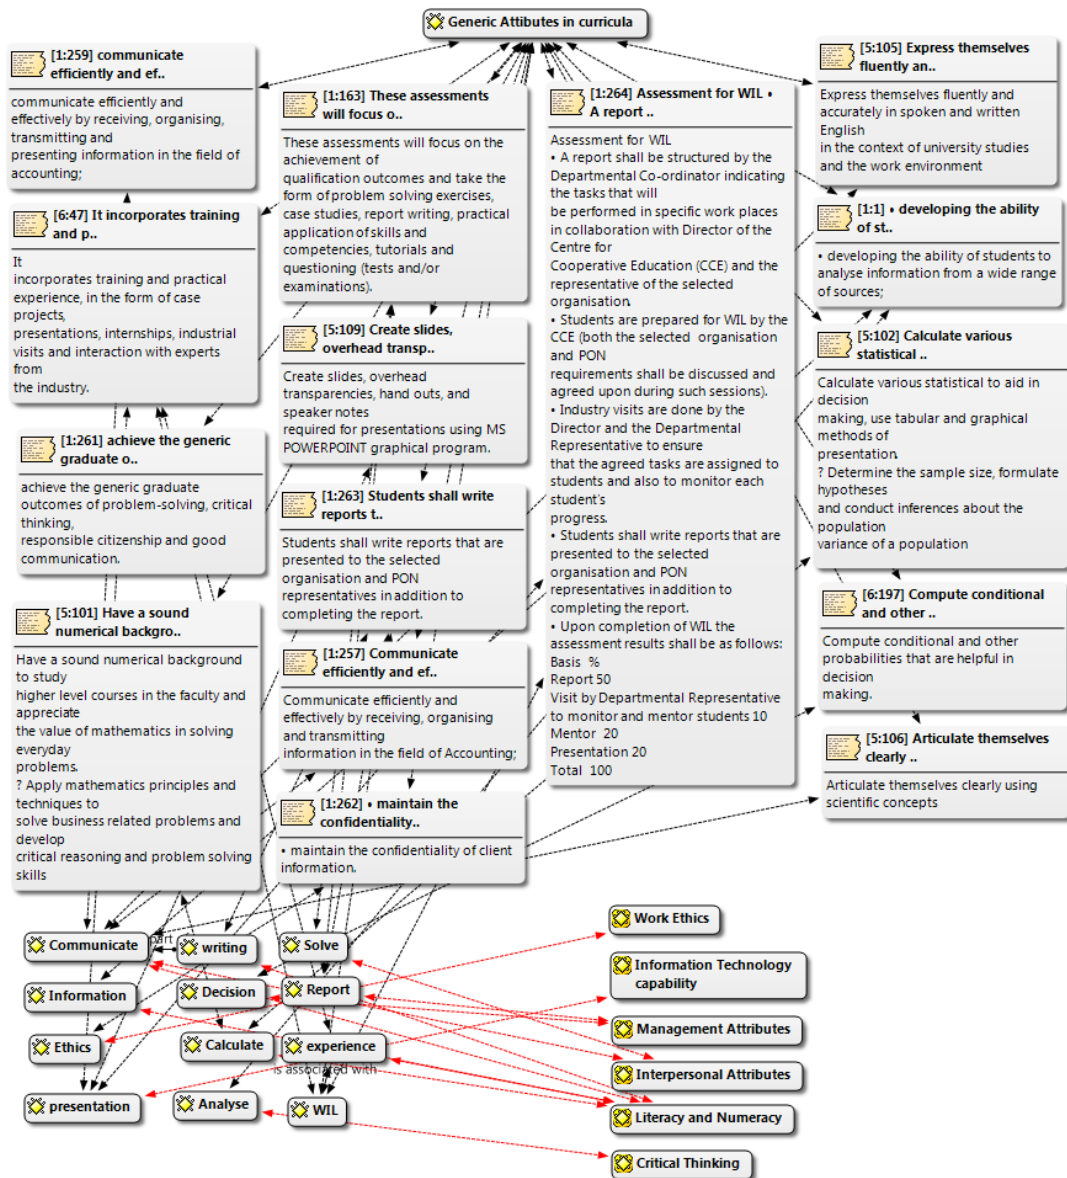 Generic Attibutes in curricula
[1:259] communicate
efficiently and ef..
communicate efficiently and
effectively by receiving, organising,
transmitting and
presenting information in the field of
accounting;
[6:47] It incorporates training
and p..
It
incorporates training and practical
experience, in the form of case
projects,
presentations, internships, industrial
visits and interaction with experts
from
the industry.
[1:261] achieve the generic
graduate o..
achieve the generic graduate
outcomes of problem-solving, critical
thinking,
responsible citizenship and good
communication.
[5:101] Have a sound
numerical backgro..
Have a sound numerical background
to study
higher level courses in the faculty and
appreciate
the value of mathematics in solving
everyday
problems.
? Apply mathematics principles and
techniques to
solve business related problems and
develop
critical reasoning and problem solving
skills
[1:163] These assessments
will focus o..
These assessments will focus on the
achievement of
qualification outcomes and take the
form of problem solving exercises,
case studies, report writing, practical
application of skills and
competencies, tutorials and
questioning (tests and/or
examinations).
[5:109] Create slides,
overhead transp..
Create slides, overhead
transparencies, hand outs, and
speaker notes
required for presentations using MS
POWERPOINT graphical program.
[1:263] Students shall write
reports t..
Students shall write reports that are
presented to the selected
organisation and PON
representatives in addition to
completing the report.
[1:257] Communicate
efficiently and ef..
Communicate efficiently and
effectively by receiving, organising
and transmitting
information in the field of Accounting;
[1:262] • maintain the
confidentiality..
• maintain the confidentiality of client
information.
[1:264] Assessment for WIL •
A report ..
Assessment for WIL
• A report shall be structured by the
Departmental Co-ordinator indicating
the tasks that will
be performed in specific work places
in collaboration with Director of the
Centre for
Cooperative Education (CCE) and the
representative of the selected
organisation.
• Students are prepared for WIL by the
CCE (both the selected organisation
and PON
requirements shall be discussed and
agreed upon during such sessions).
• Industry visits are done by the
Director and the Departmental
Representative to ensure
that the agreed tasks are assigned to
students and also to monitor each
student's
progress.
• Students shall write reports that are
presented to the selected
organisation and PON
representatives in addition to
completing the report.
• Upon completion of WIL the
assessment results shall be as follows:
Basis %
Report 50
Visit by Departmental Representative
to monitor and mentor students 10
Mentor 20
Presentation 20
Total 100
[5:105] Express themselves
fluently an..
Express themselves fluently and
accurately in spoken and written
English
in the context of university studies
and the work environment
[1:1] • developing the ability
of st..
• developing the ability of students to
analyse information from a wide range
of sources;
[5:102] Calculate various
statistical ..
Calculate various statistical to aid in
decision
making, use tabular and graphical
methods of
presentation.
? Determine the sample size, formulate
hypotheses
and conduct inferences about the
population
variance of a population
[6:197] Compute conditional
and other ..
Compute conditional and other
probabilities that are helpful in
decision
making.
[5:106] Articulate themselves
clearly ..
Articulate themselves clearly using
scientific concepts
Communicate
part
writing
Solve
Information
Decision
Report
Ethics
Calculate
experience
is associated with
presentation
Analyse
WIL
Work Ethics
Information Technology
capability
Management Attributes
Interpersonal Attributes
Literacy and Numeracy
Critical Thinking